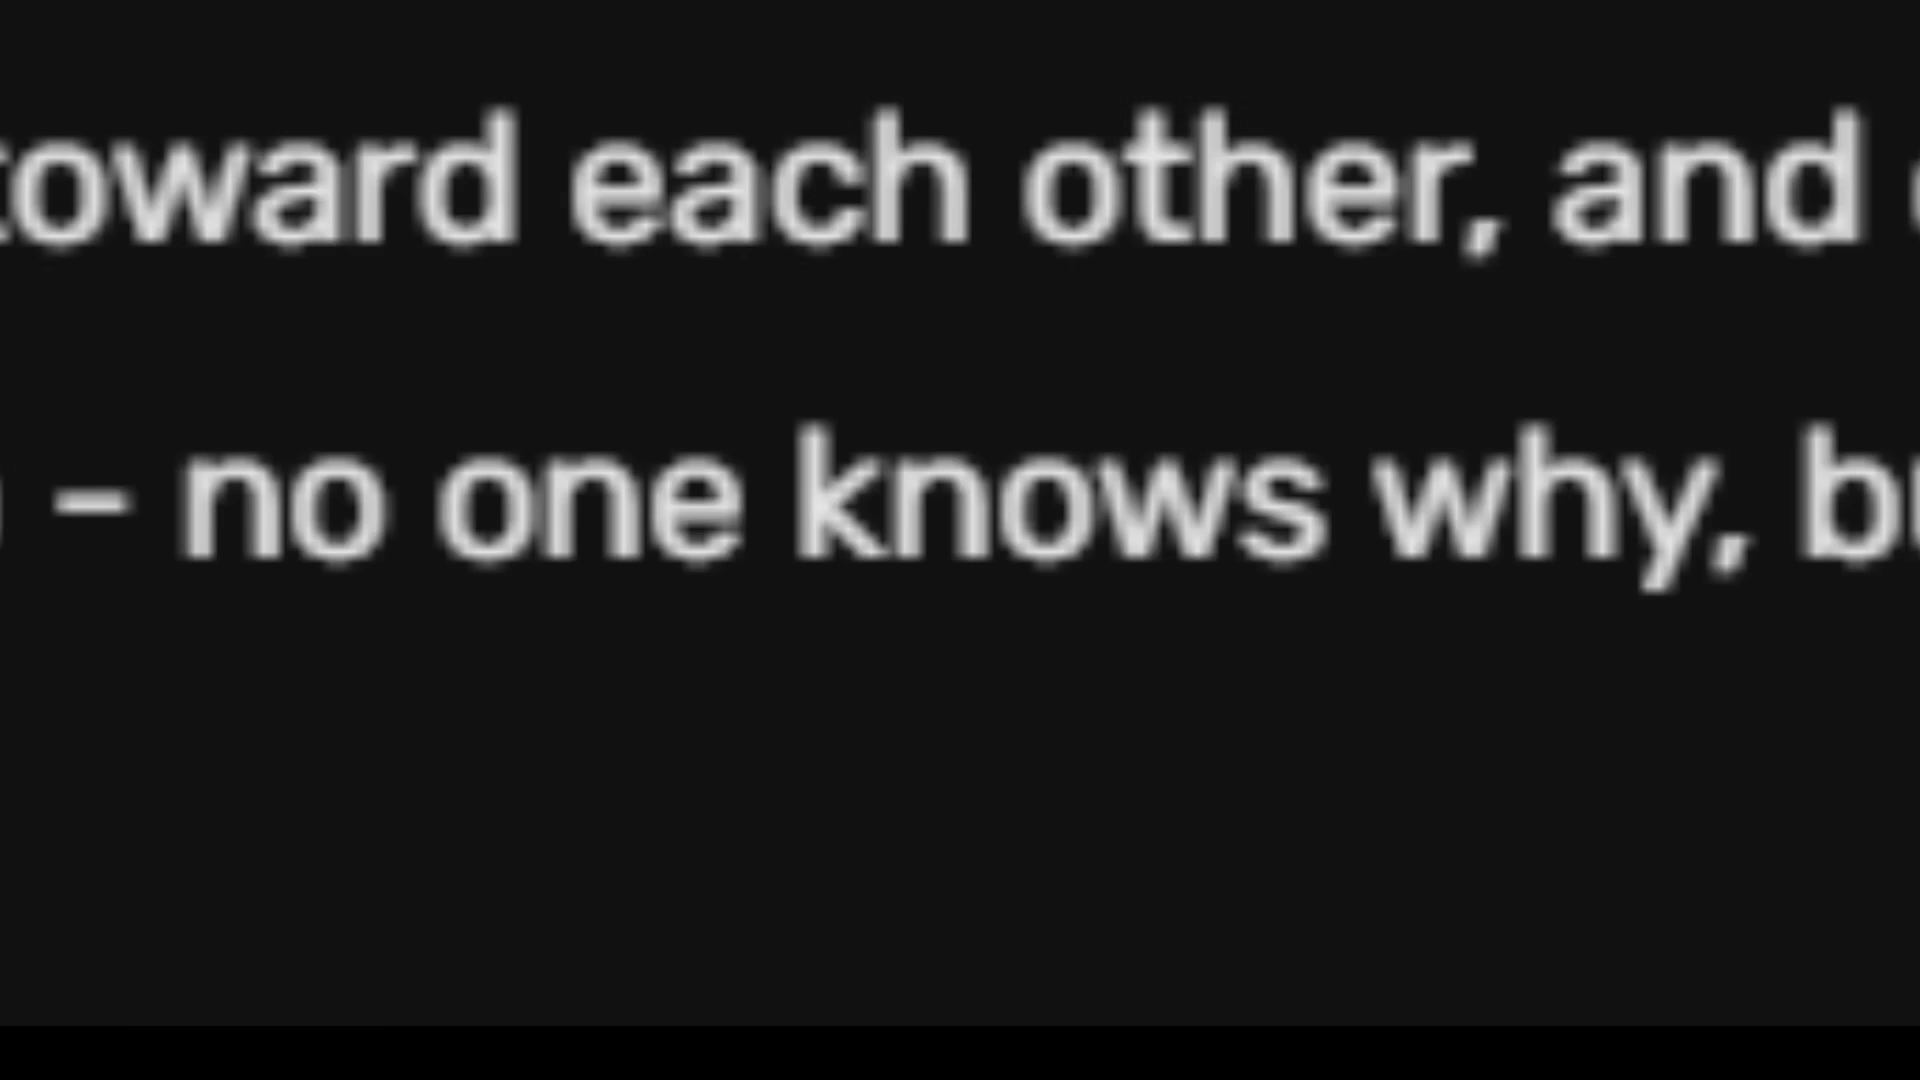 toward each other, and
– no one knows why,